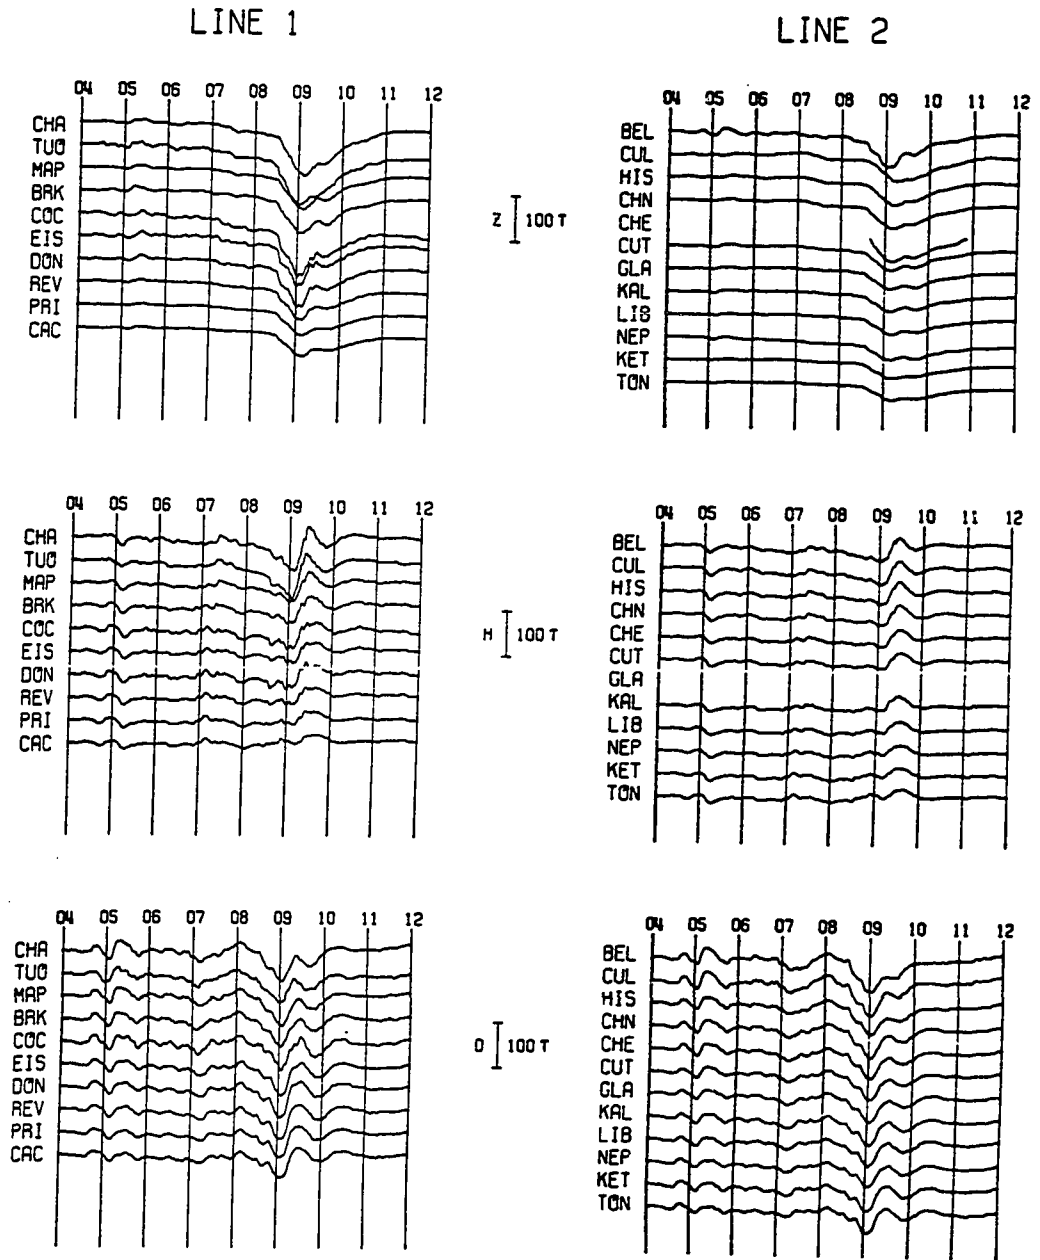 LINE 1
LINE 2
04 05 06 07 08 09 10 11 12
CHA
TUO
MAP
BRK
COC
EIS
DON
REV
PRI
CAC
Z 100 T
04 05 06 07 08 09 10 11 12
BEL
CUL
HIS
CHN
CHE
CUT
GLA
KAL
LIB
NEP
KET
TON
04 05 06 07 08 09 10 11 12
CHA
TUO
MAP
BRK
COC
EIS
DON
REV
PRI
CAC
H 100 T
04 05 06 07 08 09 10 11 12
BEL
CUL
HIS
CHN
CHE
CUT
GLA
KAL
LIB
NEP
KET
TON
04 05 06 07 08 09 10 11 12
CHA
TUO
MAP
BRK
COC
EIS
DON
REV
PRI
CAC
D 100 T
04 05 06 07 08 09 10 11 12
BEL
CUL
HIS
CHN
CHE
CUT
GLA
KAL
LIB
NEP
KET
TON